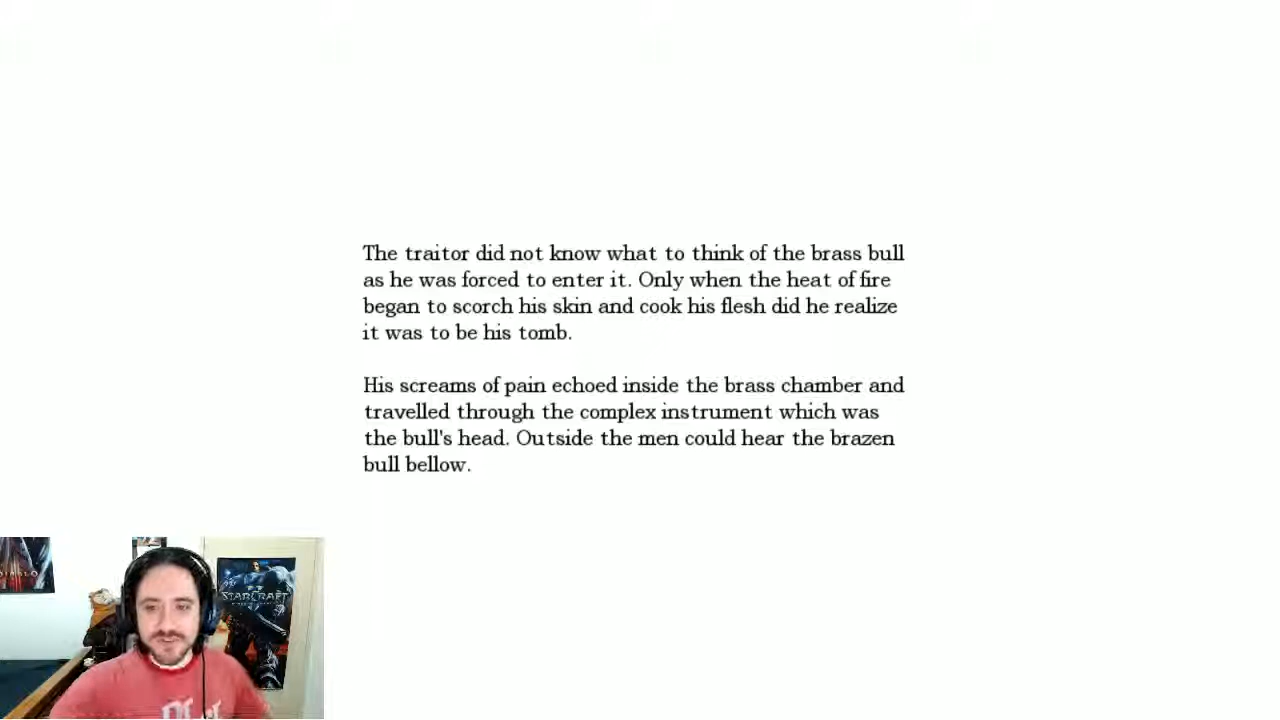 The traitor did not know what to think of the brass bull
as he was forced to enter it. Only when the heat of fire
began to scorch his skin and cook his flesh did he realize
it was to be his tomb.
His screams of pain echoed inside the brass chamber and
travelled through the complex instrument which was
the bull's head. Outside the men could hear the brazen
bull bellow.
DIABLO
STARCRAFT